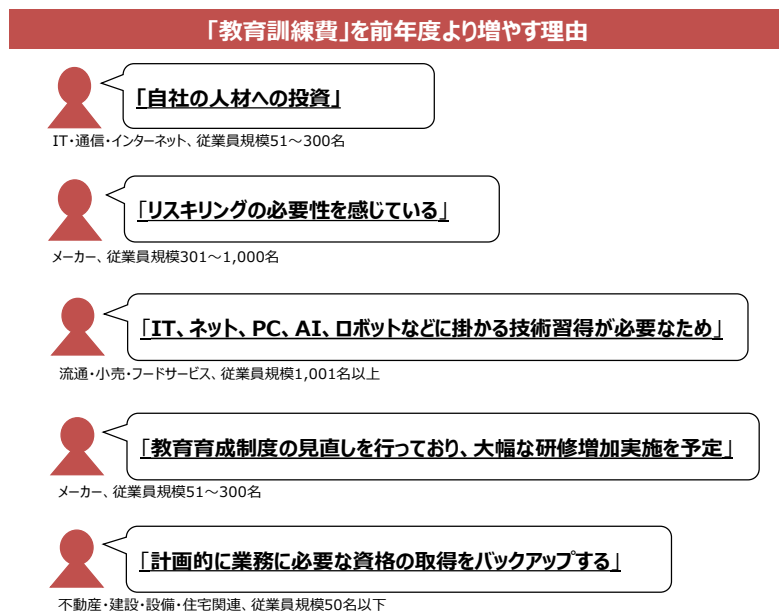 「教育訓練費」を前年度より増やす理由
「自社の人材への投資」
IT・通信・インターネット、従業員規模51～300名
「リスキリングの必要性を感じている」
メーカー、従業員規模301～1,000名
「IT、ネット、PC、AI、ロボットなどに掛かる技術習得が必要なため」
流通・小売・フードサービス、従業員規模1,001名以上
「教育育成制度の見直しを行っており、大幅な研修増加実施を予定」
メーカー、従業員規模51～300名
「計画的に業務に必要な資格の取得をバックアップする」
不動産・建設・設備・住宅関連、従業員規模50名以下